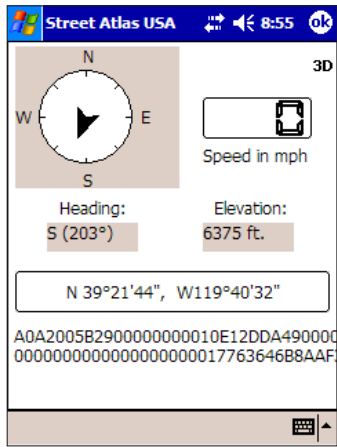 Street Atlas USA 8:55 ok
N
3D
W E
0
Speed in mph
S
Heading: Elevation:
S (203°) 6375 ft.
N 39°21'44", W119°40'32"
A0A2005B2900000000010E12DDA490000
000000000000000000017763646B8AAF